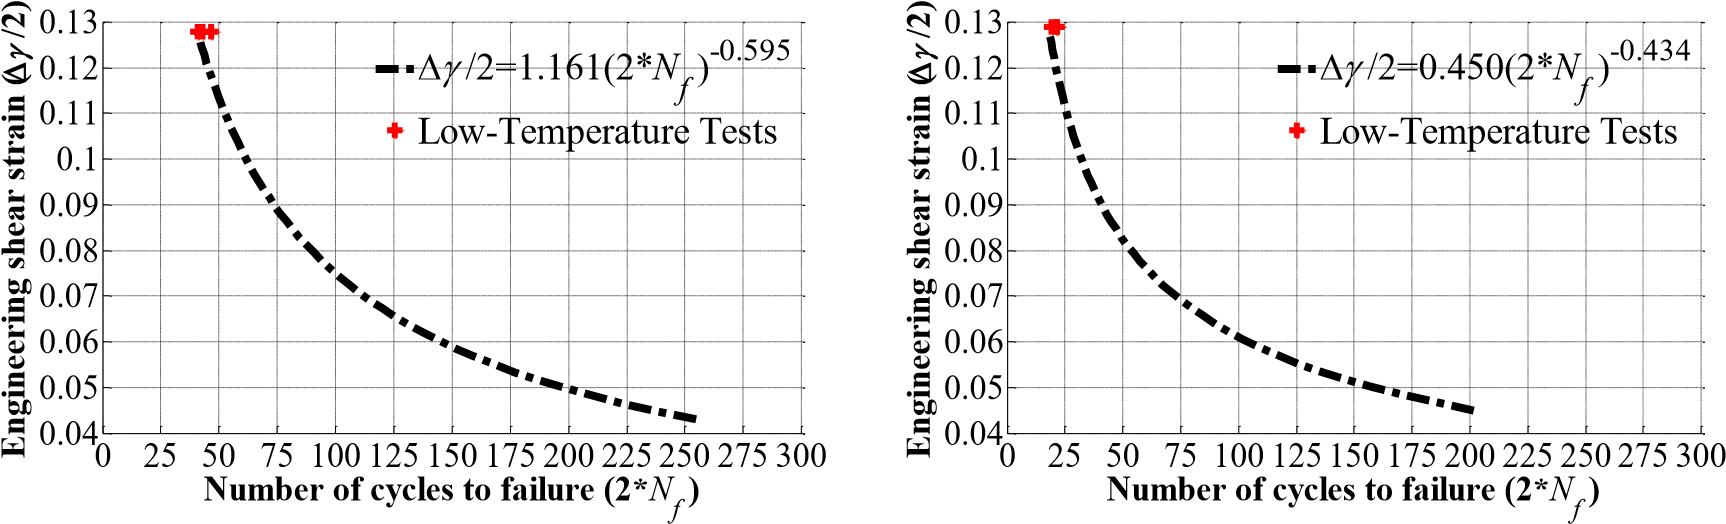 Engineering shear strain (Δγ/2)
0.13
0.12
0.11
0.1
0.09
0.08
0.07
0.06
0.05
0.04
Δγ/2=1.161(2*N_f)^-0.595
Low-Temperature Tests
0 25 50 75 100 125 150 175 200 225 250 275 300
Number of cycles to failure (2*N_f)
Engineering shear strain (Δγ/2)
0.13
0.12
0.11
0.1
0.09
0.08
0.07
0.06
0.05
0.04
Δγ/2=0.450(2*N_f)^-0.434
Low-Temperature Tests
0 25 50 75 100 125 150 175 200 225 250 275 300
Number of cycles to failure (2*N_f)